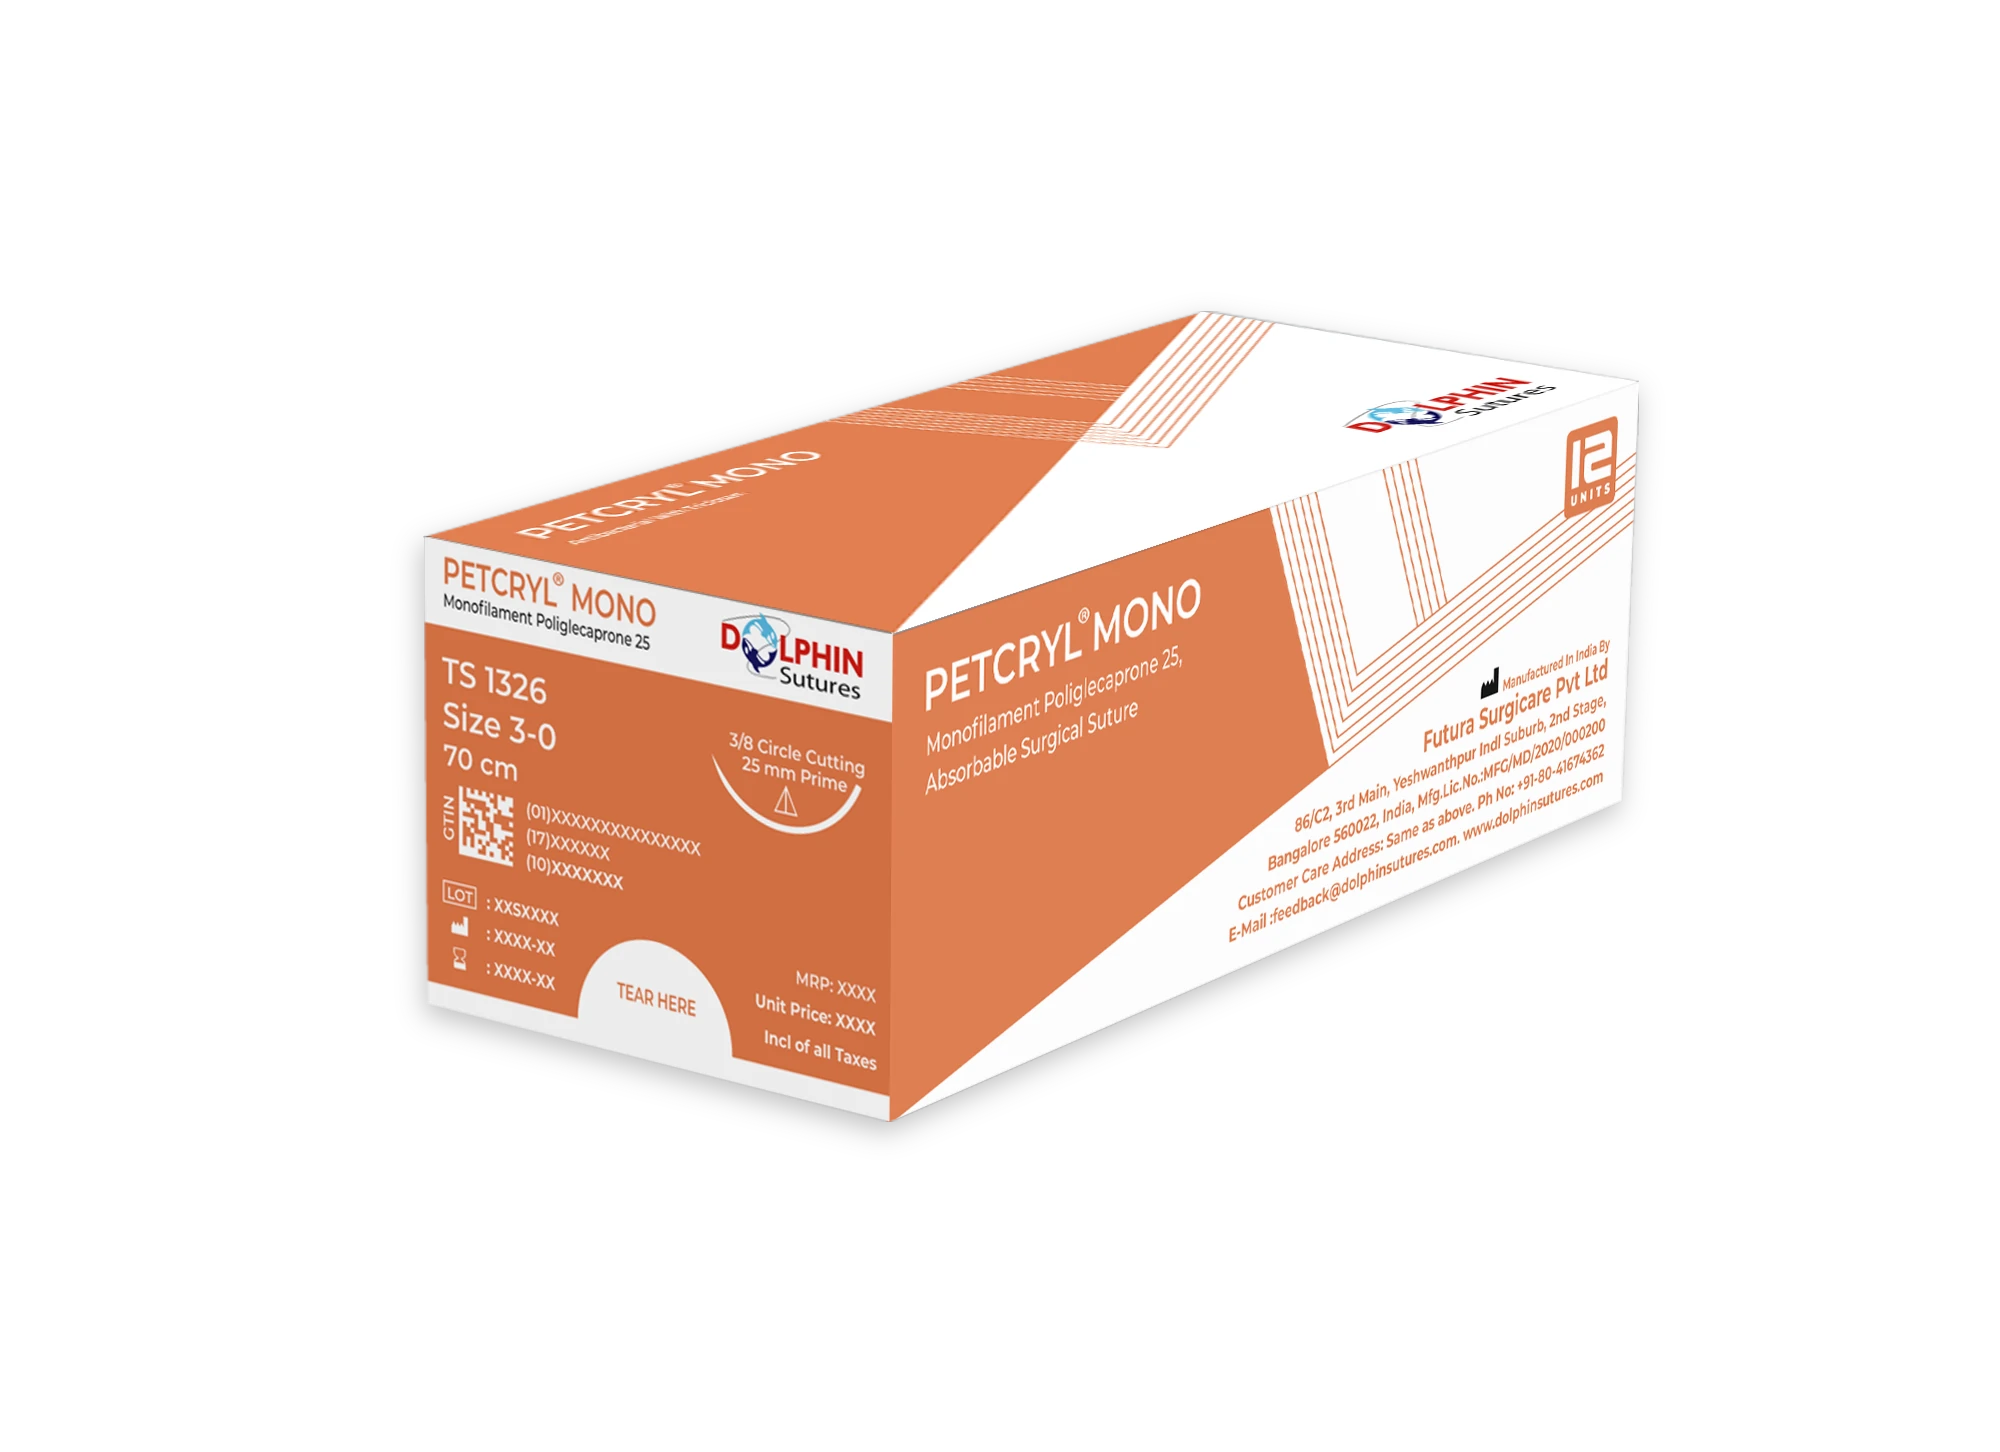 PETCRYL® MONO
Antibacterial With Triclosan
DOLPHIN
Sutures
PETCRYL® MONO
Monofilament Poliglecaprone 25
DOLPHIN
Sutures
TS 1326
Size 3-0
70 cm
3/8 Circle Cutting
25 mm Prime
GTIN
(01)XXXXXXXXXXXXXXX
(17)XXXXXX
(10)XXXXXXX
LOT : XXSXXXX
: XXXX-XX
: XXXX-XX
TEAR HERE
MRP: XXXX
Unit Price: XXXX
Incl of all Taxes
PETCRYL® MONO
Monofilament Poliglecaprone 25,
Absorbable Surgical Suture
12
UNITS
Manufactured In India By
Futura Surgicare Pvt Ltd
86/C2, 3rd Main, Yeshwanthpur Indl Suburb, 2nd Stage,
Bangalore 560022, India, Mfg.Lic.No.:MFG/MD/2020/000200
Customer Care Address: Same as above. Ph No: +91-80-41674362
E-Mail :feedback@dolphinsutures.com. www.dolphinsutures.com